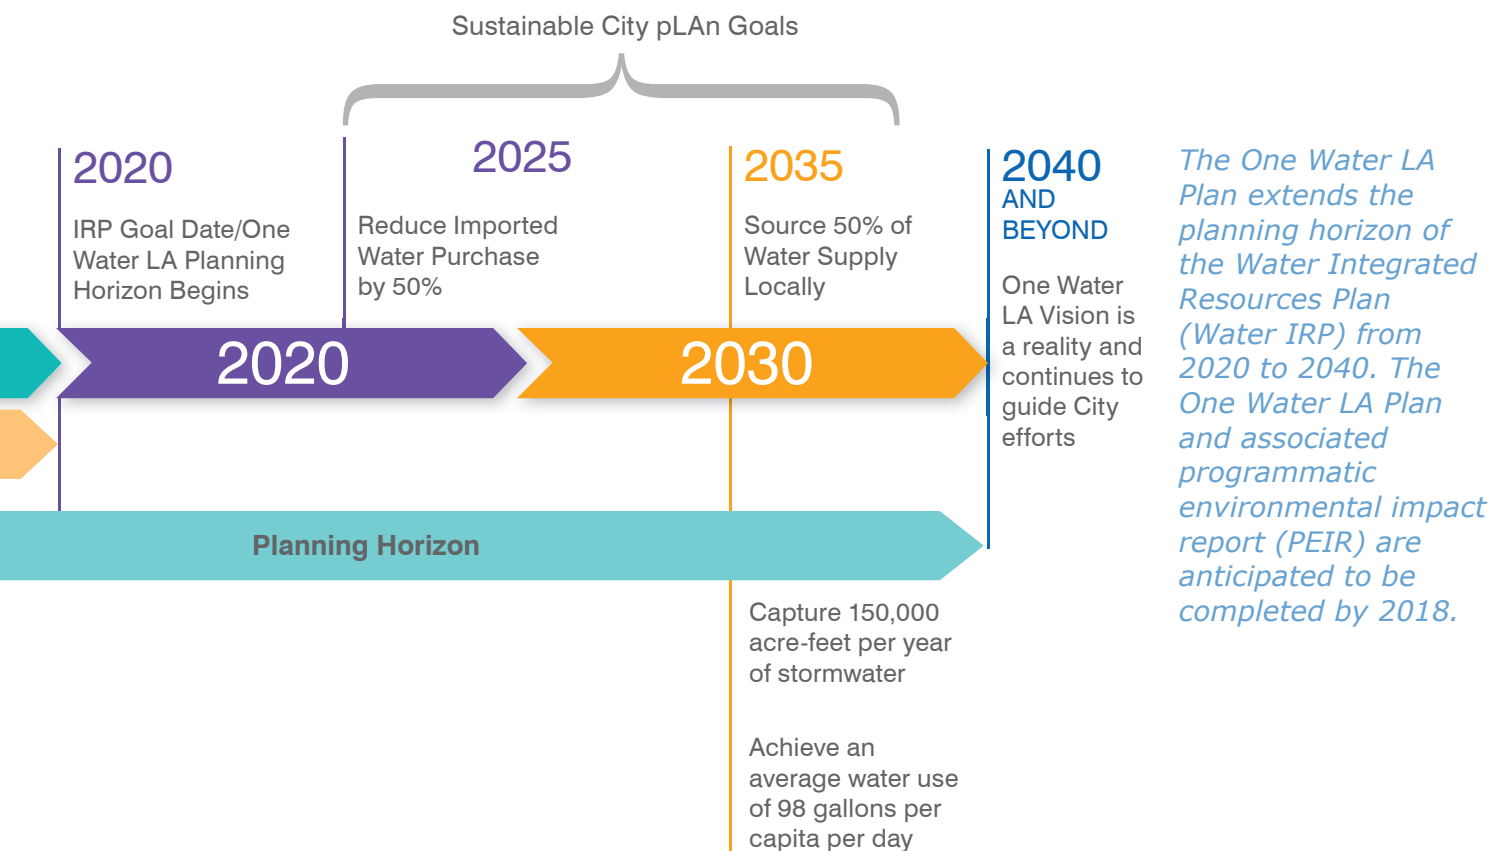 Sustainable City pLAn Goals
2020
IRP Goal Date/One
Water LA Planning
Horizon Begins
2025
Reduce Imported
Water Purchase
by 50%
2035
Source 50% of
Water Supply
Locally
2040
AND
BEYOND
One Water
LA Vision is
a reality and
continues to
guide City
efforts
2020
2030
Planning Horizon
Capture 150,000
acre-feet per year
of stormwater
Achieve an
average water use
of 98 gallons per
capita per day
The One Water LA
Plan extends the
planning horizon of
the Water Integrated
Resources Plan
(Water IRP) from
2020 to 2040. The
One Water LA Plan
and associated
programmatic
environmental impact
report (PEIR) are
anticipated to be
completed by 2018.